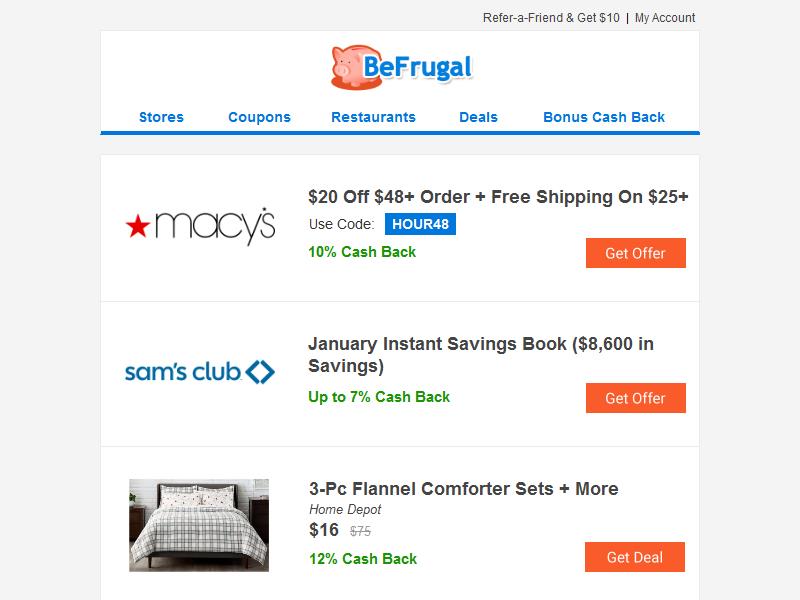 Refer-a-Friend & Get $10 | My Account
BeFrugal
Stores Coupons Restaurants Deals Bonus Cash Back
macy's
$20 Off $48+ Order + Free Shipping On $25+
Use Code: HOUR48
10% Cash Back
Get Offer
sam's club
January Instant Savings Book ($8,600 in
Savings)
Up to 7% Cash Back
Get Offer
3-Pc Flannel Comforter Sets + More
Home Depot
$16 $75
12% Cash Back
Get Deal